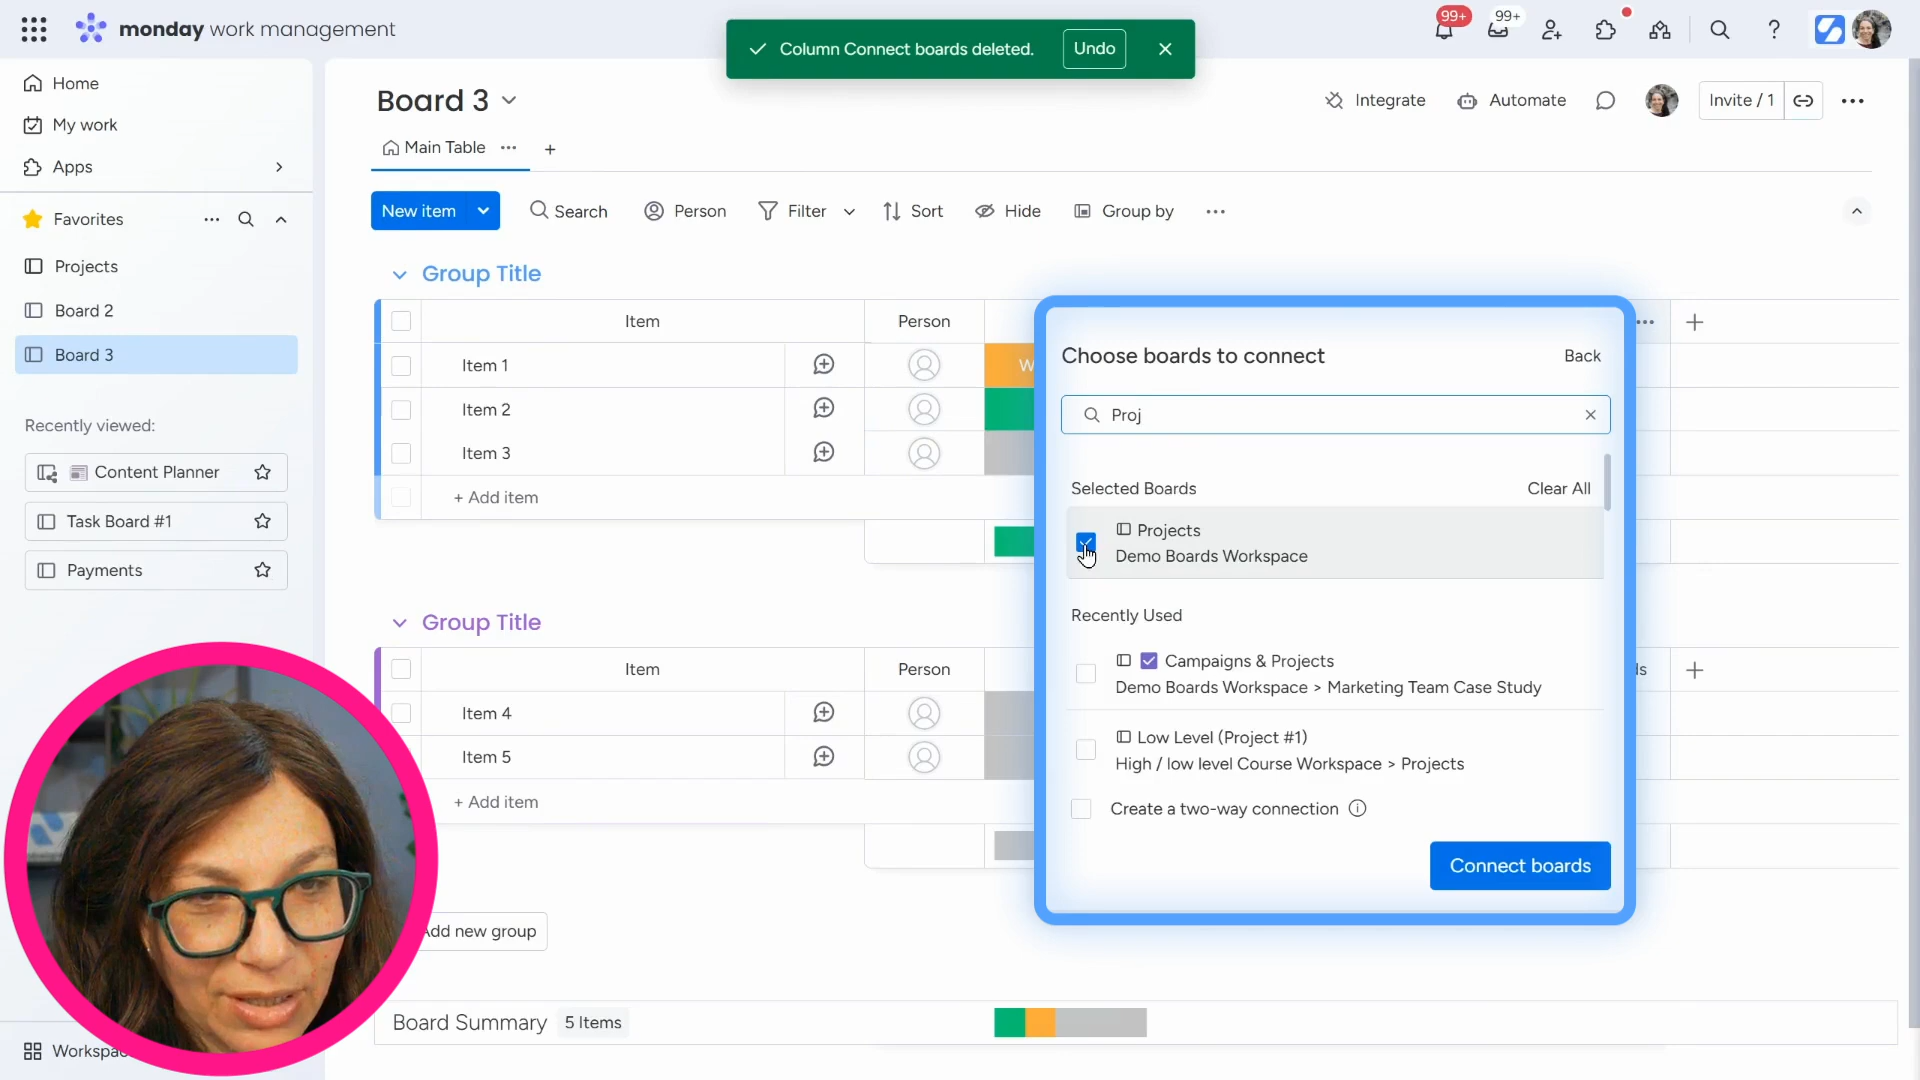 monday work management
Column Connect boards deleted.
Undo
99+
99+
Home
My work
Apps
Favorites
Projects
Board 2
Board 3
Recently viewed:
Content Planner
Task Board #1
Payments
Board 3
Integrate
Automate
Invite / 1
Main Table
New item
Search
Person
Filter
Sort
Hide
Group by
Group Title
Item
Person
Item 1
Item 2
Item 3
+ Add item
Group Title
Item
Person
Item 4
Item 5
+ Add item
Add new group
Board Summary
5 Items
Choose boards to connect
Back
Proj
Selected Boards
Clear All
Projects
Demo Boards Workspace
Recently Used
Campaigns & Projects
Demo Boards Workspace > Marketing Team Case Study
Low Level (Project #1)
High / low level Course Workspace > Projects
Create a two-way connection
Connect boards